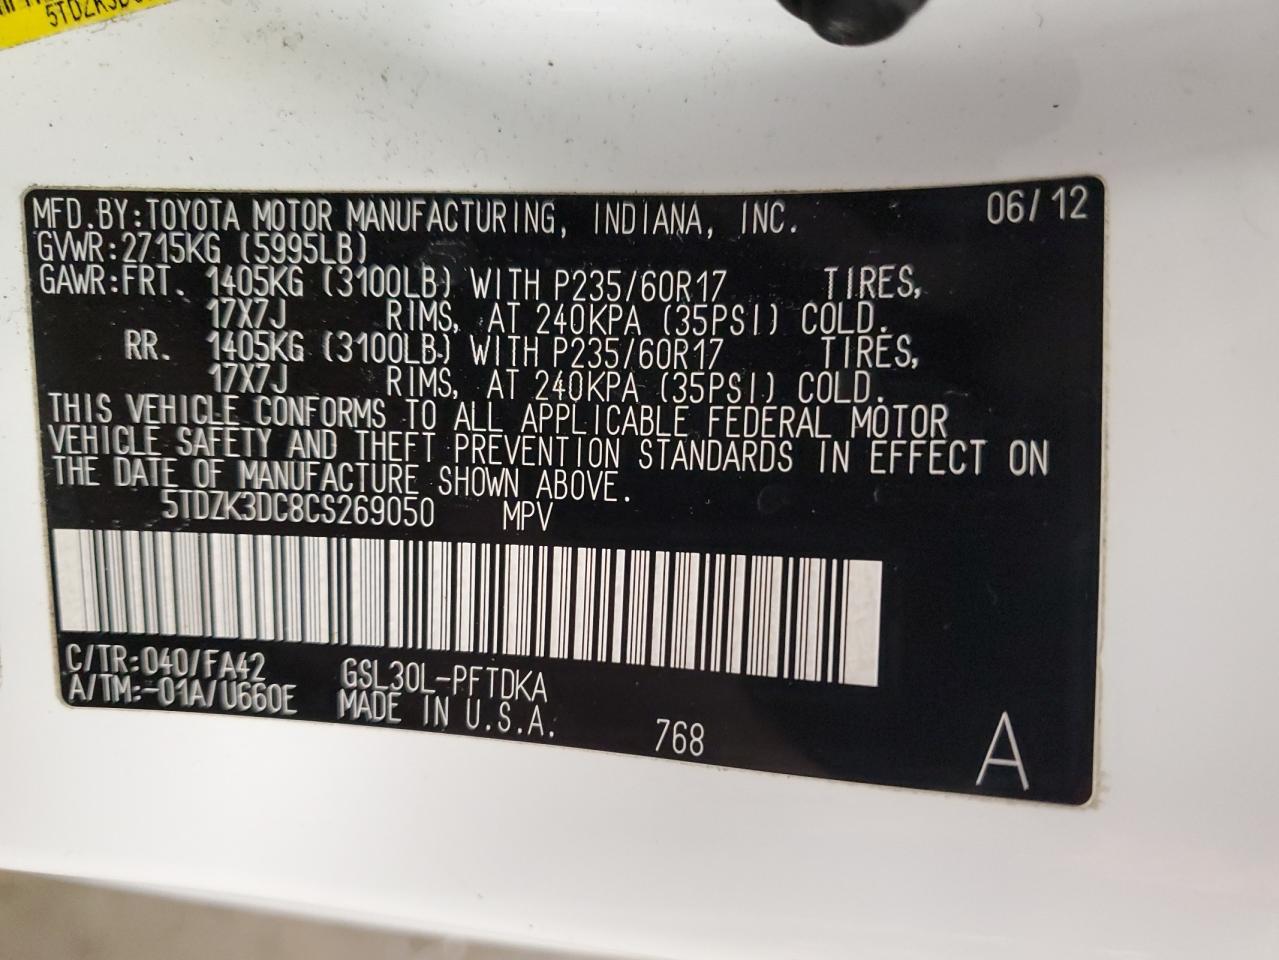 MFD.BY:TOYOTA MOTOR MANUFACTURING, INDIANA, INC. 06/12
GVWR:2715KG (5995LB)
GAWR:FRT. 1405KG (3100LB) WITH P235/60R17 TIRES,
17X7J RIMS, AT 240KPA (35PSI) COLD.
RR. 1405KG (3100LB) WITH P235/60R17 TIRES,
17X7J RIMS, AT 240KPA (35PSI) COLD.
THIS VEHICLE CONFORMS TO ALL APPLICABLE FEDERAL MOTOR
VEHICLE SAFETY AND THEFT PREVENTION STANDARDS IN EFFECT ON
THE DATE OF MANUFACTURE SHOWN ABOVE.
5TDZK3DC8CS269050 MPV
C/TR:040/FA42 GSL30L-PFTDKA
A/TM:-01A/U660E MADE IN U.S.A.
768 A